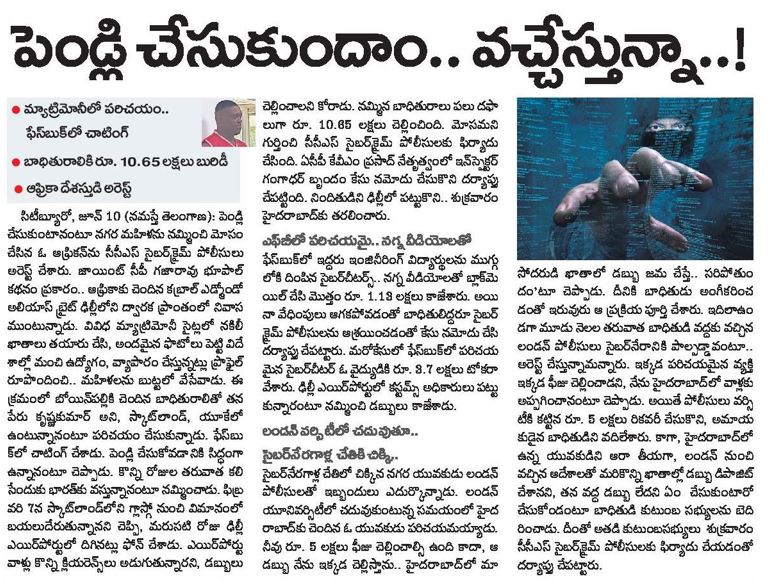 పెండ్లి చేసుకుందాం.. వచ్చేస్తున్నా..!
● మ్యాట్రిమోనీలో పరిచయం..
ఫేస్‌బుక్‌లో చాటింగ్
● బాధితురాలికి రూ. 10.65 లక్షలు బురిడీ
● ఆఫ్రికా దేశస్తుడి అరెస్ట్
సిటీబ్యూరో, జూన్ 10 (నమస్తే తెలంగాణ): పెండ్లి
చేసుకుంటానంటూ నగర మహిళను నమ్మించి మోసం
చేసిన ఓ ఆఫ్రికన్‌ను సీసీఎస్ సైబర్‌క్రైమ్ పోలీసులు
అరెస్ట్ చేశారు. జాయింట్ సీపీ గజారావు భూపాల్
కథనం ప్రకారం.. ఆఫ్రికాకు చెందిన కబ్రాల్ ఎడ్మోండో
అలియాస్ బ్రైట్ ఢిల్లీలోని ద్వారక ప్రాంతంలో నివాస
ముంటున్నాడు. వివిధ మ్యాట్రిమోనీ సైట్లలో నకిలీ
ఖాతాలు తయారు చేసి, అందమైన ఫొటోలు పెట్టి విదే
శాల్లో మంచి ఉద్యోగం, వ్యాపారం చేస్తున్నట్లు ప్రొఫైల్
రూపొందించి.. మహిళలను బుట్టలో వేసేవాడు. ఈ
క్రమంలో బోయిన్‌పల్లికి చెందిన బాధితురాలితో తన
పేరు కృష్ణకుమార్ అని, స్కాట్‌లాండ్, యూకేలో
ఉంటున్నానంటూ పరిచయం చేసుకున్నాడు. ఫేస్‌బు
క్‌లో చాటింగ్ చేశాడు. పెండ్లి చేసుకోవడానికి సిద్ధంగా
ఉన్నానంటూ చెప్పాడు. కొన్ని రోజుల తరువాత కలి
సేందుకు భారత్‌కు వస్తున్నానంటూ నమ్మించాడు. ఫిబ్ర
వరి 7న స్కాట్‌లాండ్‌లోని గ్లాస్గో నుంచి విమానంలో
బయలుదేరుతున్నానని చెప్పి, మరుసటి రోజు ఢిల్లీ
ఎయిర్‌పోర్టులో దిగినట్లు ఫోన్ చేశాడు. ఎయిర్‌పోర్టు
వాళ్లు కొన్ని క్లియరెన్స్‌లు అడుగుతున్నారని, డబ్బులు
చెల్లించాలని కోరాడు. నమ్మిన బాధితురాలు పలు దఫా
లుగా రూ. 10.65 లక్షలు చెల్లించింది. మోసమని
గుర్తించి సీసీఎస్ సైబర్‌క్రైమ్ పోలీసులకు ఫిర్యాదు
చేసింది. ఏసీపీ కేవీఎం ప్రసాద్ నేతృత్వంలో ఇన్‌స్పెక్టర్
గంగాధర్ బృందం కేసు నమోదు చేసుకొని దర్యాప్తు
చేపట్టింది. నిందితుడిని ఢిల్లీలో పట్టుకొని.. శుక్రవారం
హైదరాబాద్‌కు తరలించారు.
ఎఫ్‌బీలో పరిచయమై.. నగ్న వీడియోలతో
ఫేస్‌బుక్‌లో ఇద్దరు ఇంజినీరింగ్ విద్యార్థులను ముగ్గు
లోకి దింపిన సైబర్‌చీటర్స్.. నగ్న వీడియోలతో బ్లాక్‌మె
యిల్ చేసి మొత్తం రూ. 1.13 లక్షలు కాజేశారు. అయి
నా వేధింపులు ఆగకపోవడంతో బాధితులిద్దరూ సైబర్
క్రైమ్ పోలీసులను ఆశ్రయించడంతో కేసు నమోదు చేసి
దర్యాప్తు చేపట్టారు. మరోకేసులో ఫేస్‌బుక్‌లో పరిచయ
మైన సైబర్‌చీటర్ ఓ వైద్యుడికి రూ. 3.7 లక్షలు టోకరా
వేశారు. ఢిల్లీ ఎయిర్‌పోర్టులో కస్టమ్స్ అధికారులు పట్టు
కున్నారంటూ నమ్మించి డబ్బులు కాజేశాడు.
లండన్ వర్సిటీలో చదువుతూ..
సైబర్‌నేరగాళ్ల చేతికి చిక్కి..
సైబర్‌నేరగాళ్ల చేతికి చిక్కిన నగర యువకుడు లండన్
పోలీసులతో ఇబ్బందులు ఎదుర్కొన్నాడు. లండన్
యూనివర్సిటీలో చదువుకుంటున్న సమయంలో హైద
రాబాద్‌కు చెందిన ఓ యువకుడు పరిచయమయ్యాడు.
నీవు రూ. 5 లక్షలు ఫీజు చెల్లించాల్సి ఉంది కాదా, ఆ
డబ్బు నేను ఇక్కడ చెల్లిస్తాను.. హైదరాబాద్‌లో మా
సోదరుడి ఖాతాలో డబ్బు జమ చేస్తే.. సరిపోతుం
దం'టూ చెప్పాడు. దీనికి బాధితుడు అంగీకరించ
డంతో ఇరువురు ఆ ప్రక్రియ పూర్తి చేశారు. ఇదిలాఉం
డగా మూడు నెలల తరువాత బాధితుడి వద్దకు వచ్చిన
లండన్ పోలీసులు సైబర్‌నేరానికి పాల్పడ్డావంటూ..
అరెస్ట్ చేస్తున్నామన్నారు. ఇక్కడ పరిచయమైన వ్యక్తి
ఇక్కడ ఫీజు చెల్లించాడని, నేను హైదరాబాద్‌లో వాళ్లకు
అప్పగించానంటూ చెప్పాడు. అయితే పోలీసులు వర్సి
టీకి కట్టిన రూ. 5 లక్షలు రికవరీ చేసుకొని, అమాయ
కుడైన బాధితుడిని వదిలేశారు. కాగా, హైదరాబాద్‌లో
ఉన్న యువకుడిని ఆరా తీయగా, లండన్ నుంచి
వచ్చిన ఆదేశాలతో మరికొన్ని ఖాతాల్లో డబ్బు డిపాజిట్
చేశానని, తన వద్ద డబ్బు లేదని ఏం చేసుకుంటారో
చేసుకోండంటూ బాధితుడి కుటుంబ సభ్యులను బెది
రించాడు. దీంతో అతడి కుటుంబసభ్యులు శుక్రవారం
సీసీఎస్ సైబర్‌క్రైమ్ పోలీసులకు ఫిర్యాదు చేయడంతో
దర్యాప్తు చేపట్టారు.